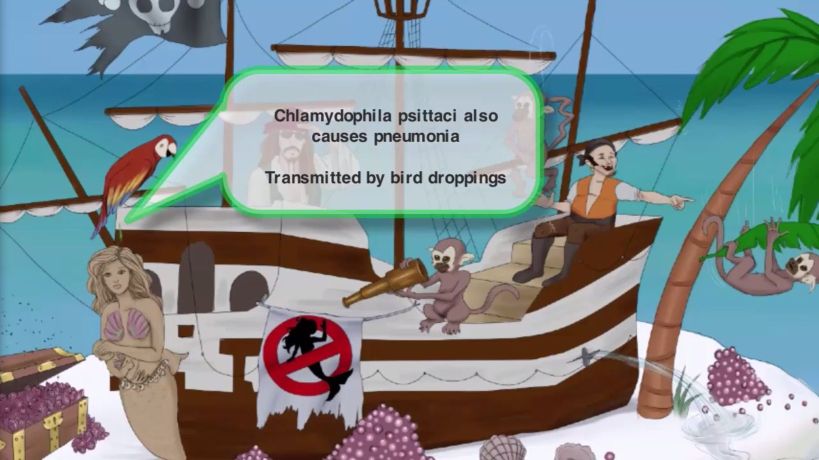 Chlamydophila psittaci also
causes pneumonia
Transmitted by bird droppings